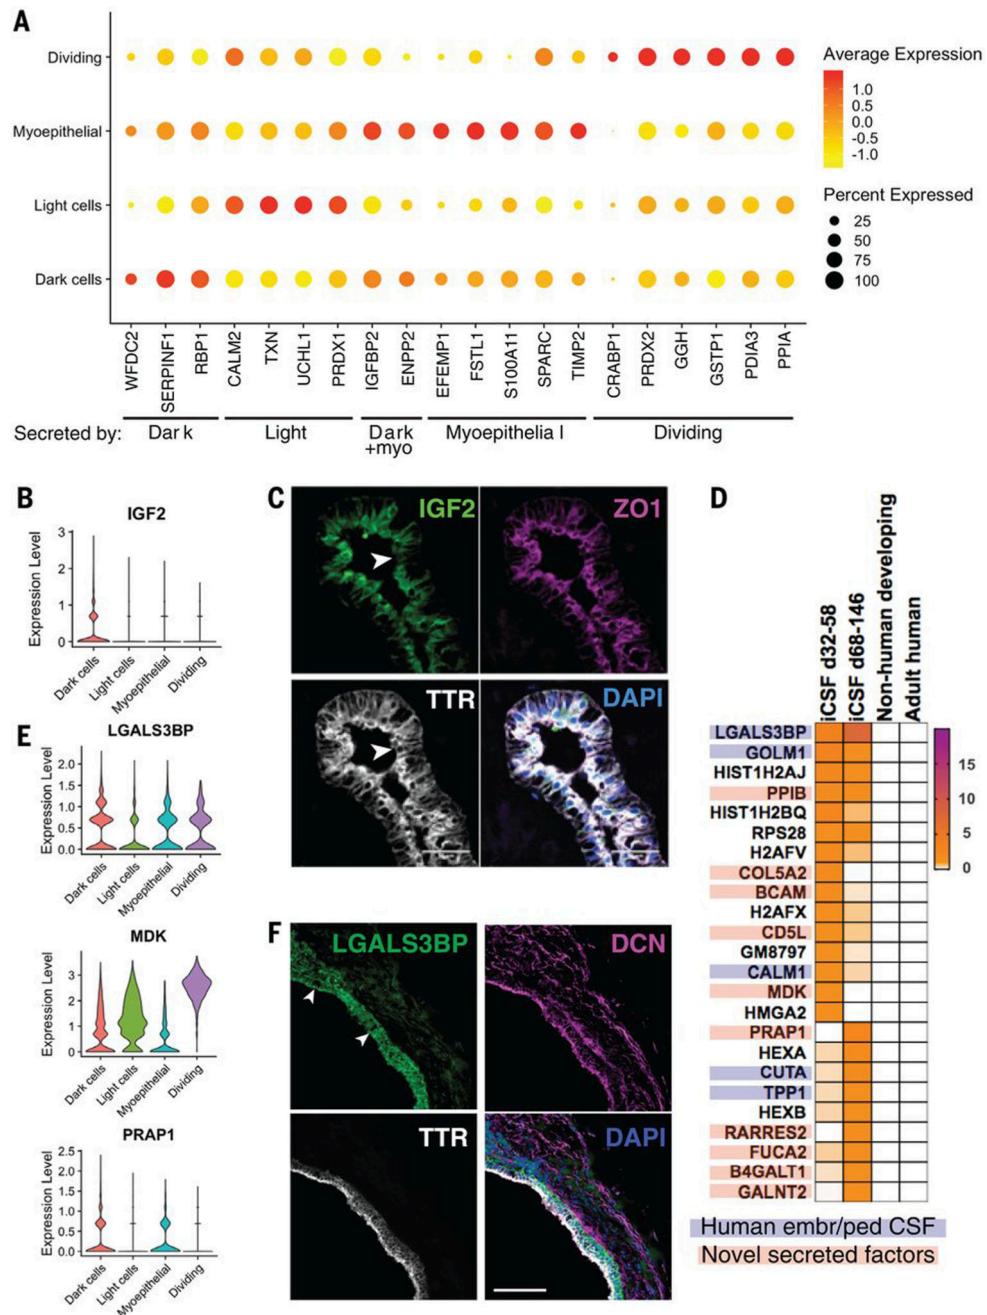 A
Dividing
Myoepithelial
Light cells
Dark cells
WFDC2
SERPINF1
RBP1
CALM2
TXN
UCHL1
PRDX1
IGFBP2
ENPP2
EFEMP1
FSTL1
S100A11
SPARC
TIMP2
CRABP1
PRDX2
GGH
GSTP1
PDIA3
PPIA
Secreted by:
Dark
Light
Dark
+myo
Myoepithelia l
Dividing
Average Expression
1.0
0.5
0.0
-0.5
-1.0
Percent Expressed
25
50
75
100
B
IGF2
Expression Level
3
2
1
0
Dark cells
Light cells
Myoepithelial
Dividing
C
IGF2
ZO1
TTR
DAPI
D
iCSF d32-58
iCSF d68-146
Non-human developing
Adult human
LGALS3BP
GOLM1
HIST1H2AJ
PPIB
HIST1H2BQ
RPS28
H2AFV
COL5A2
BCAM
H2AFX
CD5L
GM8797
CALM1
MDK
HMGA2
PRAP1
HEXA
CUTA
TPP1
HEXB
RARRES2
FUCA2
B4GALT1
GALNT2
15
10
5
0
Human embr/ped CSF
Novel secreted factors
E
LGALS3BP
Expression Level
2.0
1.5
1.0
0.5
0.0
Dark cells
Light cells
Myoepithelial
Dividing
MDK
Expression Level
3
2
1
0
Dark cells
Light cells
Myoepithelial
Dividing
PRAP1
Expression Level
2.5
2.0
1.5
1.0
0.5
0.0
Dark cells
Light cells
Myoepithelial
Dividing
F
LGALS3BP
DCN
TTR
DAPI